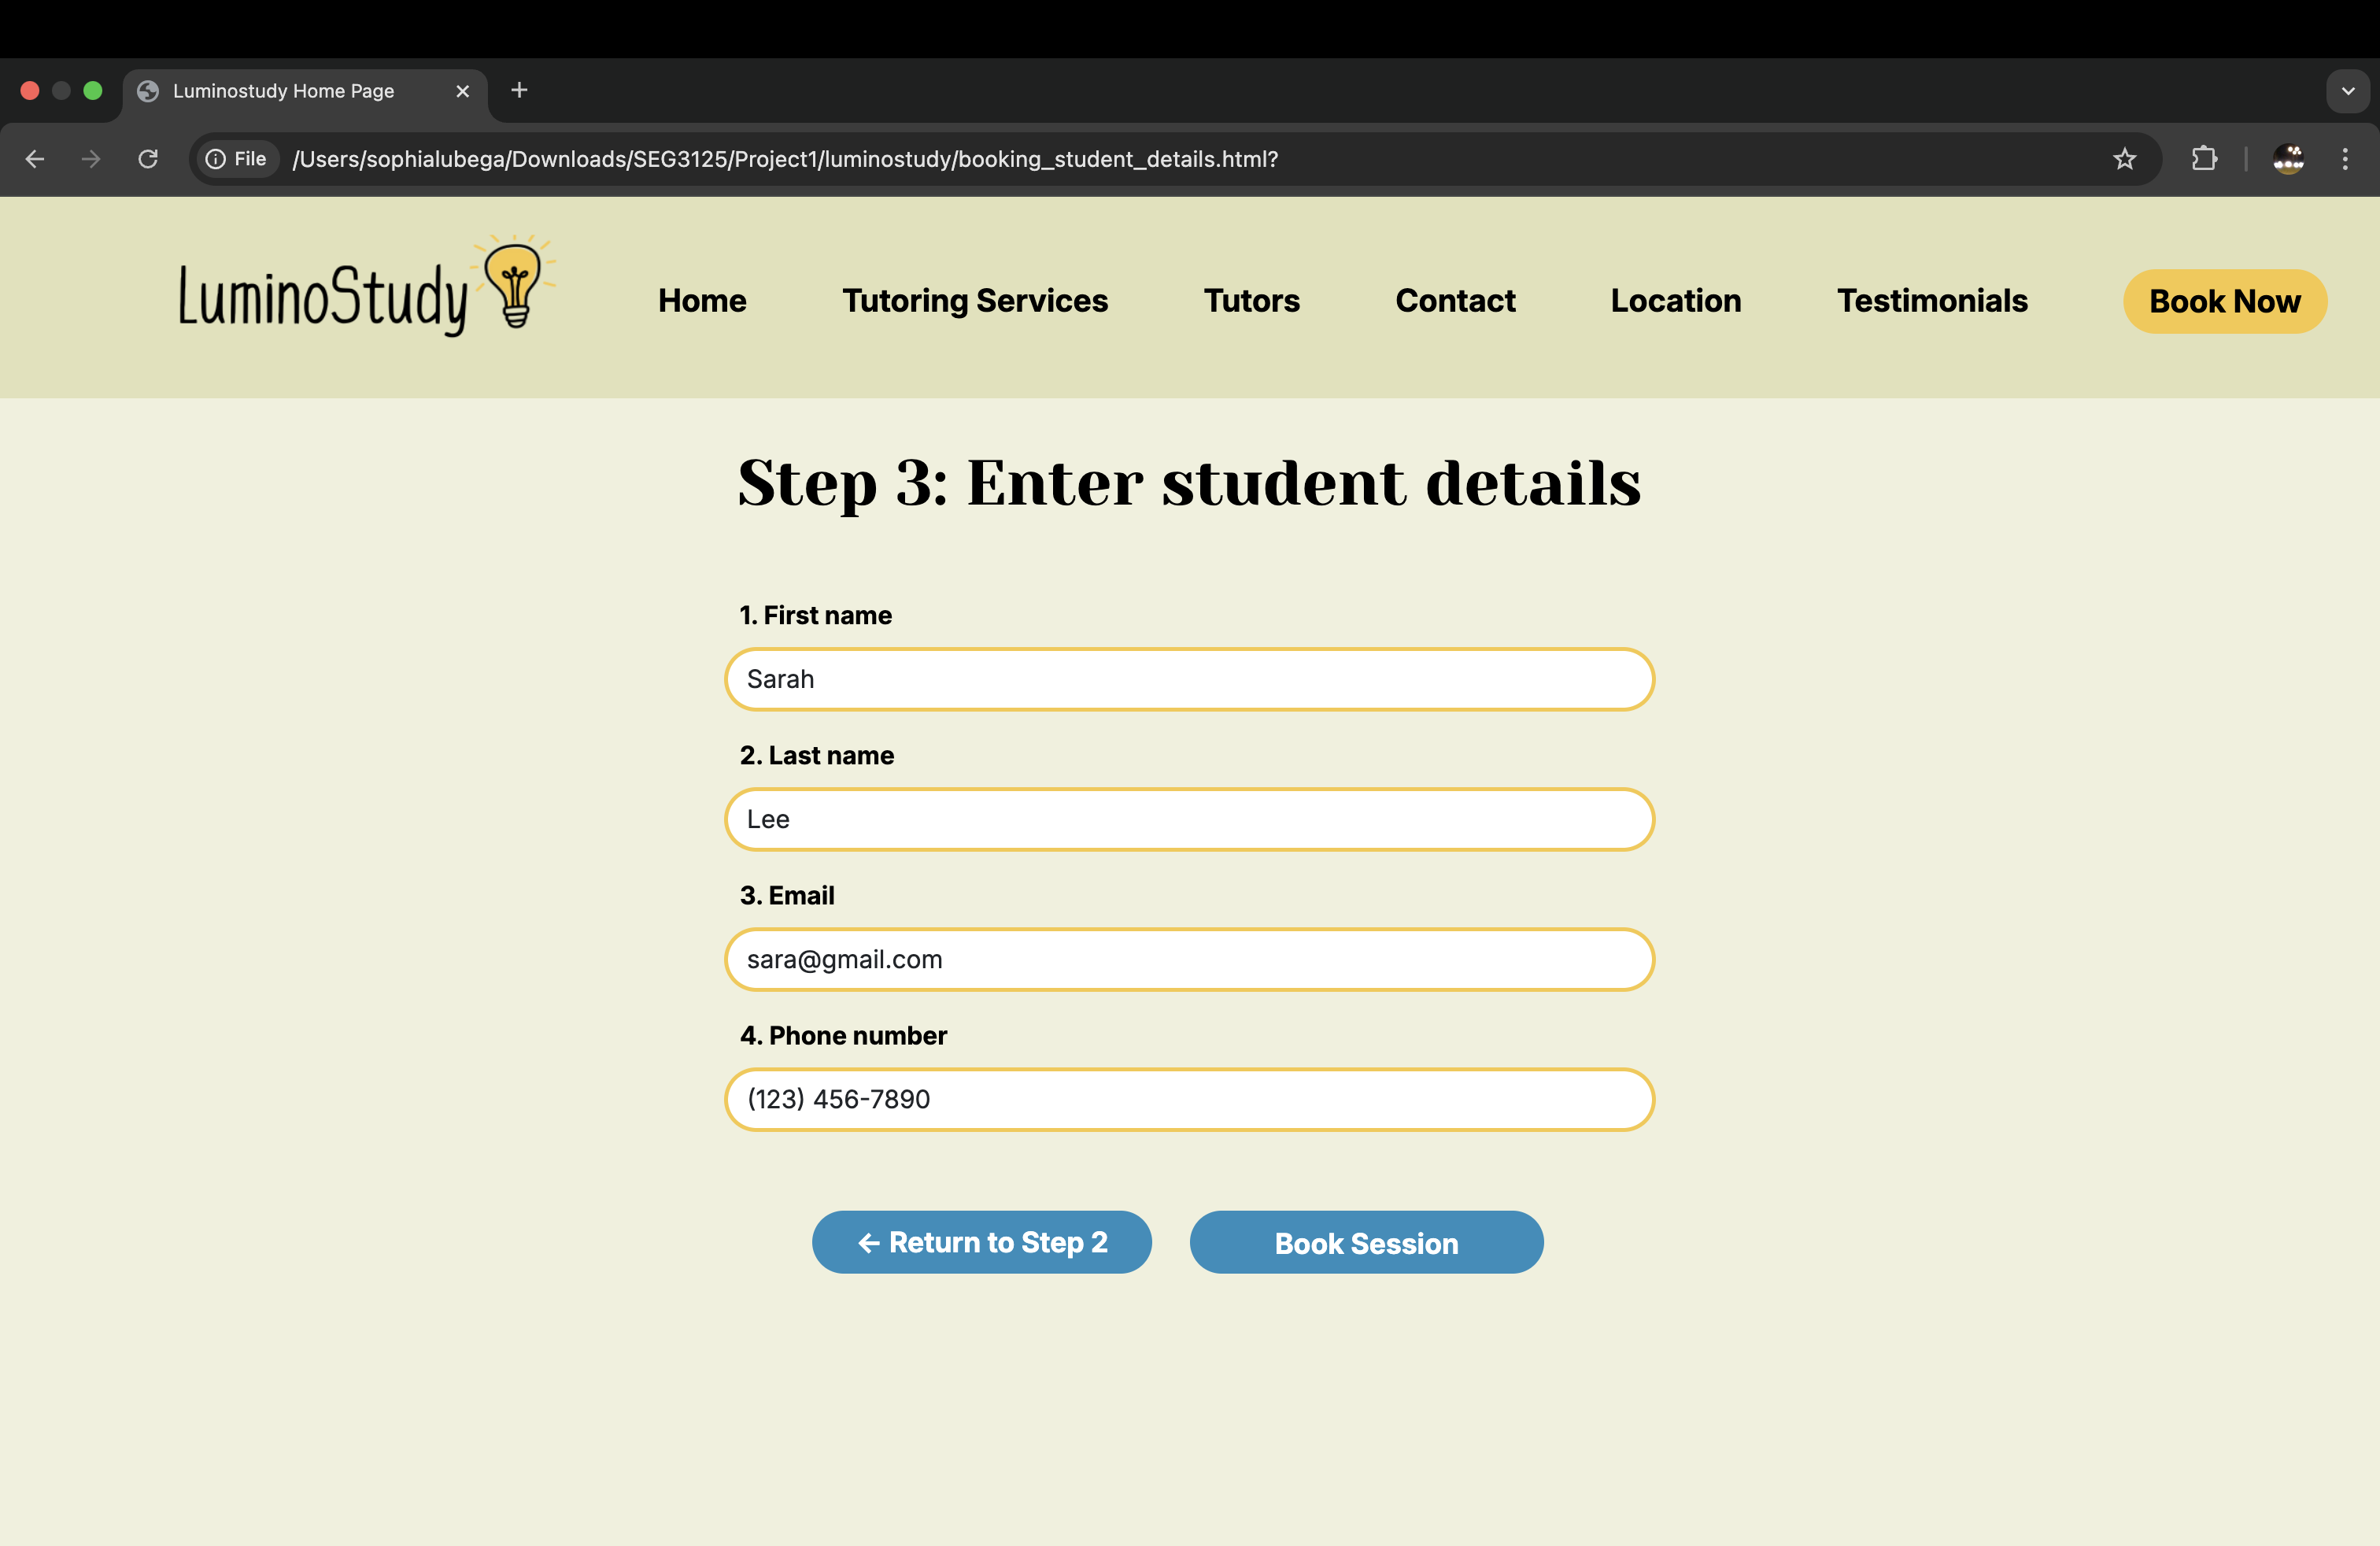 Luminostudy Home Page
File /Users/sophialubega/Downloads/SEG3125/Project1/luminostudy/booking_student_details.html?
LuminoStudy Home Tutoring Services Tutors Contact Location Testimonials Book Now
Step 3: Enter student details
1. First name
Sarah
2. Last name
Lee
3. Email
sara@gmail.com
4. Phone number
(123) 456-7890
← Return to Step 2 Book Session